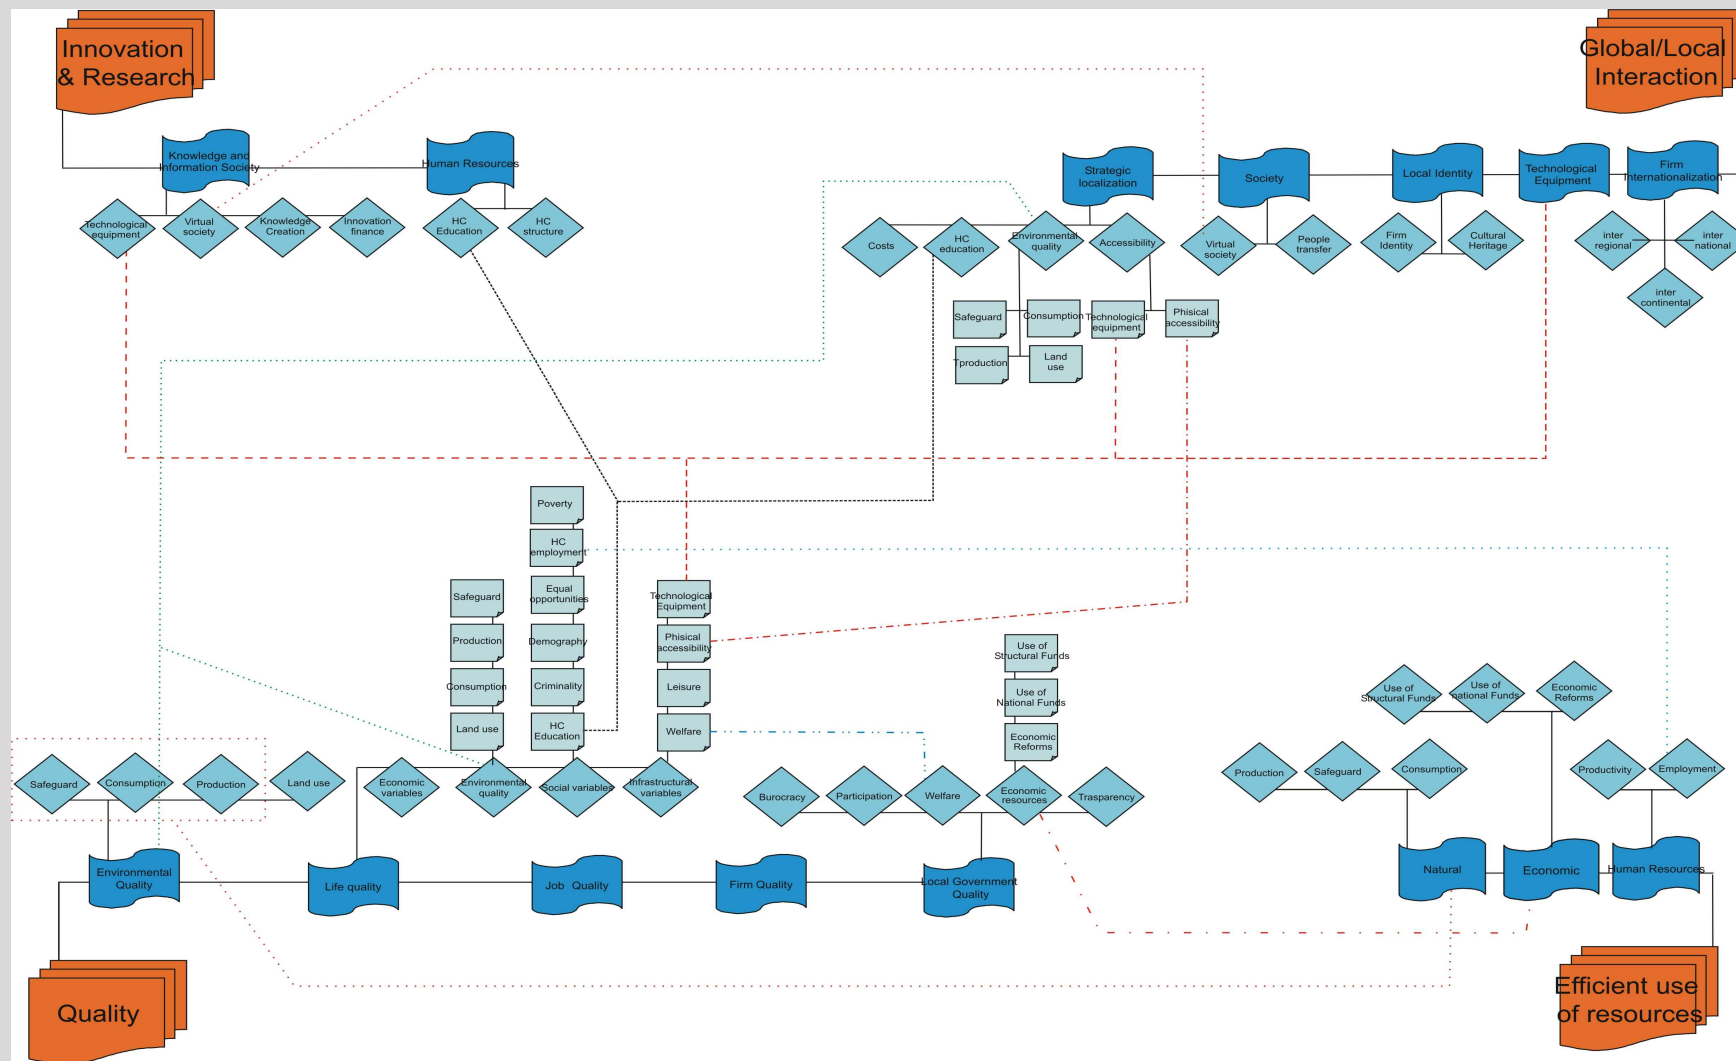 Innovation
& Research
Global/Local
Interaction
Knowledge and
Information Society
Human Resources
Strategic
localization
Society
Local Identity
Technological
Equipment
Firm
Internationalization
Technological
equipment
Virtual
society
Knowledge
Creation
Innovation
finance
HC
Education
HC
structure
Costs
HC
education
Environmental
quality
Accessibility
Virtual
society
People
transfer
Firm
Identity
Cultural
Heritage
inter
regional
inter
national
inter
continental
Safeguard
Consumption
Technological
equipment
Phisical
accessibility
Tproduction
Land
use
Poverty
HC
employment
Safeguard
Equal
opportunities
Technological
Equipment
Production
Demography
Phisical
accessibility
Consumption
Criminality
Leisure
Land use
HC
Education
Welfare
Use of
Structural Funds
Use of
National Funds
Economic
Reforms
Use of
Structural Funds
Use of
national Funds
Economic
Reforms
Safeguard
Consumption
Production
Land use
Economic
variables
Environmental
quality
Social variables
Infrastructural
variables
Burocracy
Participation
Welfare
Economic
resources
Trasparency
Production
Safeguard
Consumption
Productivity
Employment
Environmental
Quality
Life quality
Job Quality
Firm Quality
Local Government
Quality
Natural
Economic
Human Resources
Quality
Efficient use
of resources